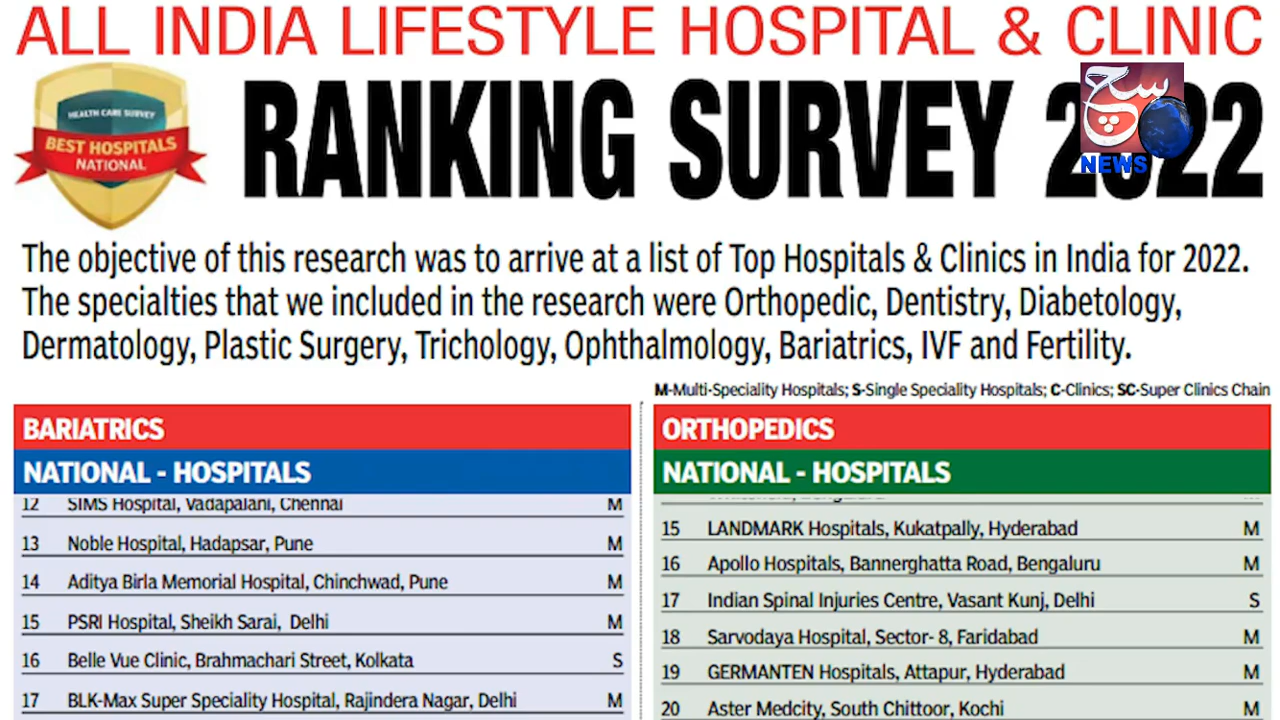 ALL INDIA LIFESTYLE HOSPITAL & CLINIC
HEALTH CARE SURVEY
BEST HOSPITALS
NATIONAL
RANKING SURVEY 2022
سچ
NEWS
The objective of this research was to arrive at a list of Top Hospitals & Clinics in India for 2022.
The specialties that we included in the research were Orthopedic, Dentistry, Diabetology,
Dermatology, Plastic Surgery, Trichology, Ophthalmology, Bariatrics, IVF and Fertility.
M-Multi-Speciality Hospitals; S-Single Speciality Hospitals; C-Clinics; SC-Super Clinics Chain
BARIATRICS
NATIONAL - HOSPITALS
12 SIMS Hospital, Vadapalani, Chennai M
13 Noble Hospital, Hadapsar, Pune M
14 Aditya Birla Memorial Hospital, Chinchwad, Pune M
15 PSRI Hospital, Sheikh Sarai, Delhi M
16 Belle Vue Clinic, Brahmachari Street, Kolkata S
17 BLK-Max Super Speciality Hospital, Rajindera Nagar, Delhi M
ORTHOPEDICS
NATIONAL - HOSPITALS
15 LANDMARK Hospitals, Kukatpally, Hyderabad M
16 Apollo Hospitals, Bannerghatta Road, Bengaluru M
17 Indian Spinal Injuries Centre, Vasant Kunj, Delhi S
18 Sarvodaya Hospital, Sector- 8, Faridabad M
19 GERMANTEN Hospitals, Attapur, Hyderabad M
20 Aster Medcity, South Chittoor, Kochi M